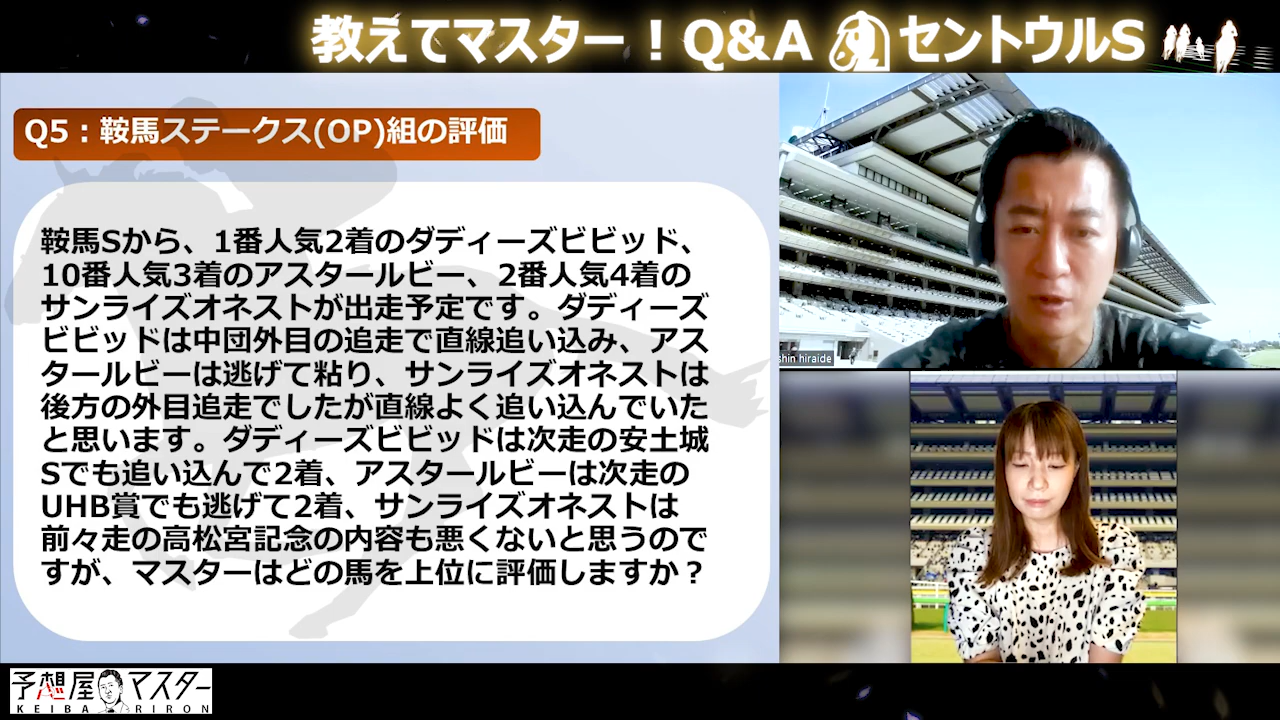 教えてマスター！Q&A セントウルS
Q5：鞍馬ステークス(OP)組の評価
鞍馬Sから、1番人気2着のダディーズビビッド、
10番人気3着のアスタールビー、2番人気4着の
サンライズオネストが出走予定です。ダディーズ
ビビッドは中団外目の追走で直線追い込み、アス
タールビーは逃げて粘り、サンライズオネストは
後方の外目追走でしたが直線よく追い込んでいた
と思います。ダディーズビビッドは次走の安土城
Sでも追い込んで2着、アスタールビーは次走の
UHB賞でも逃げて2着、サンライズオネストは
前々走の高松宮記念の内容も悪くないと思うので
すが、マスターはどの馬を上位に評価しますか？
shin hiraide
予想屋マスター
KEIBA RIRON